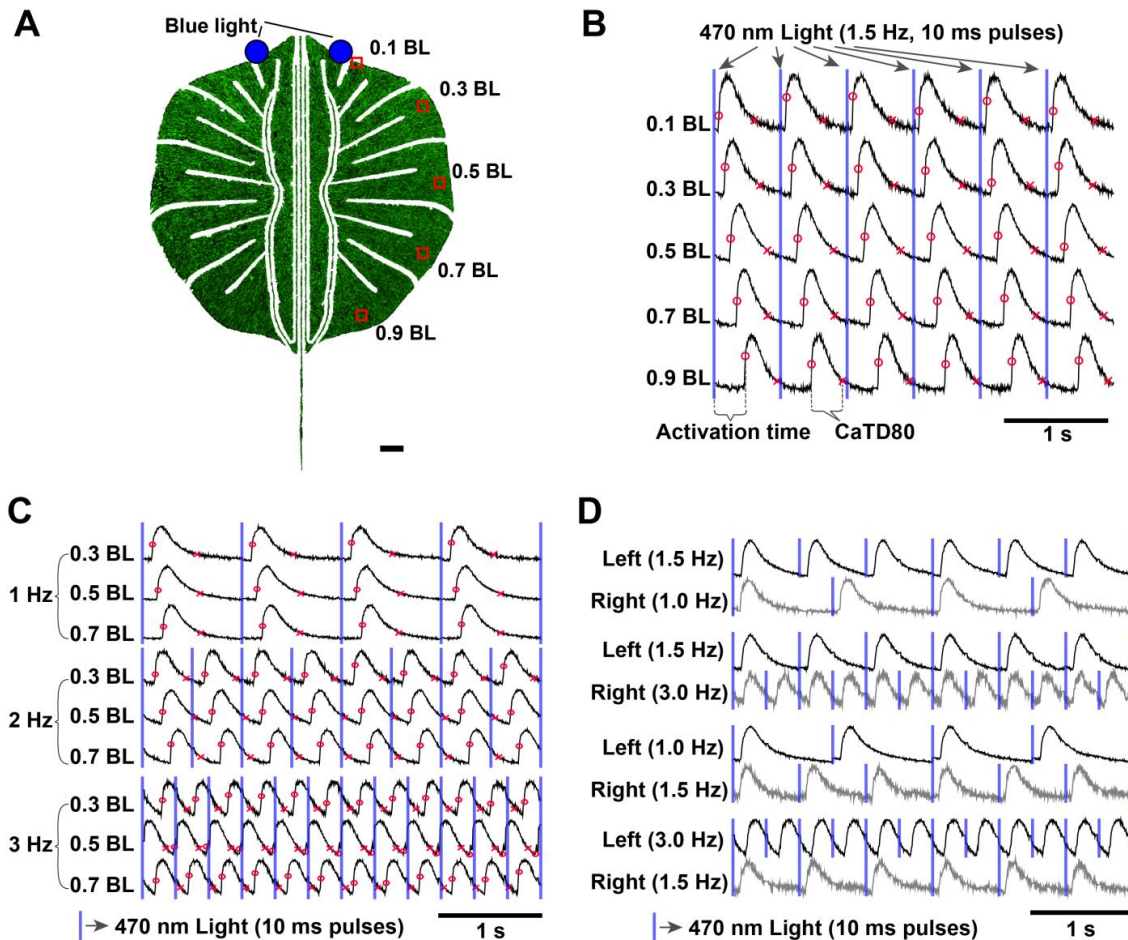 A
Blue light
0.1 BL
0.3 BL
0.5 BL
0.7 BL
0.9 BL
B
470 nm Light (1.5 Hz, 10 ms pulses)
0.1 BL
0.3 BL
0.5 BL
0.7 BL
0.9 BL
Activation time
CaTD80
1 s
C
1 Hz
0.3 BL
0.5 BL
0.7 BL
2 Hz
0.3 BL
0.5 BL
0.7 BL
3 Hz
0.3 BL
0.5 BL
0.7 BL
470 nm Light (10 ms pulses)
1 s
D
Left (1.5 Hz)
Right (1.0 Hz)
Left (1.5 Hz)
Right (3.0 Hz)
Left (1.0 Hz)
Right (1.5 Hz)
Left (3.0 Hz)
Right (1.5 Hz)
470 nm Light (10 ms pulses)
1 s